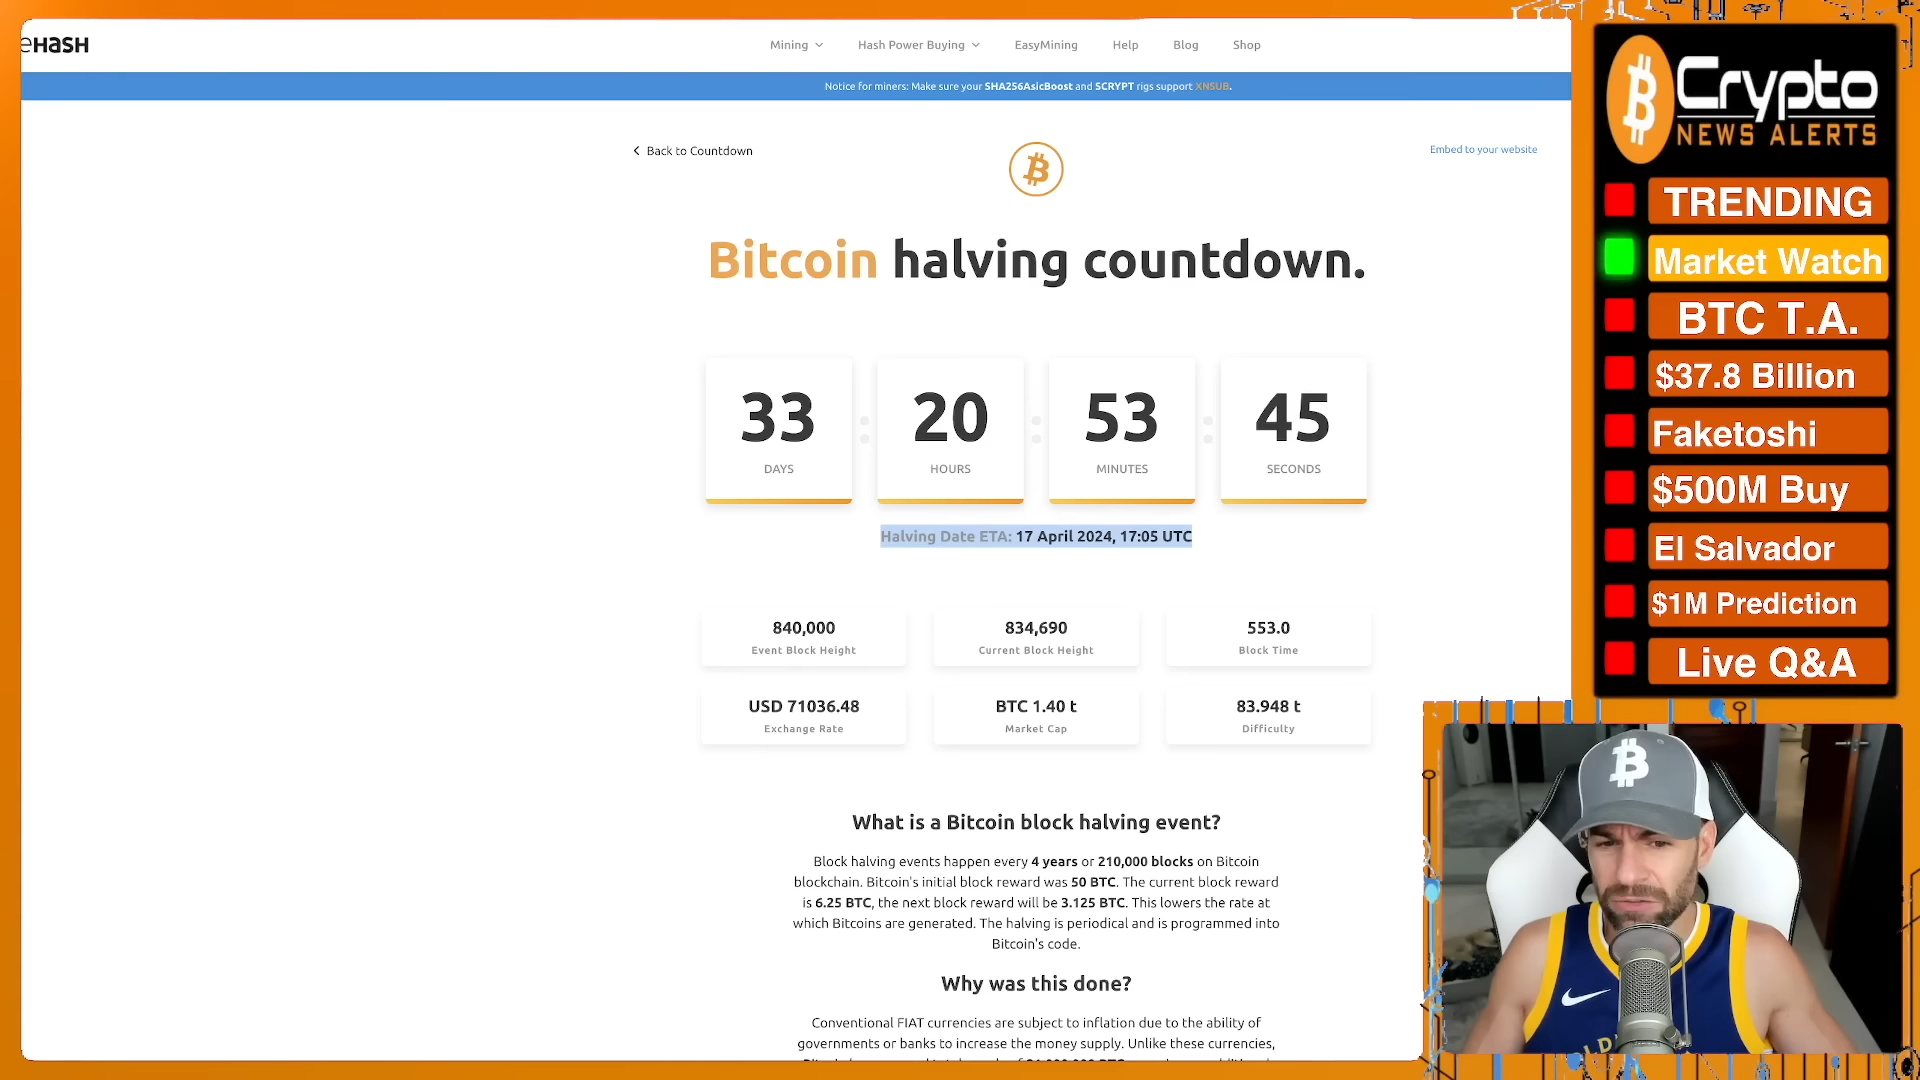 eHASH
Mining
Hash Power Buying
EasyMining
Help
Blog
Shop
Notice for miners: Make sure your SHA256AsicBoost and SCRYPT rigs support XNSUB.
Back to Countdown
Embed to your website
Bitcoin halving countdown.
33
DAYS
20
HOURS
53
MINUTES
45
SECONDS
Halving Date ETA: 17 April 2024, 17:05 UTC
840,000
Event Block Height
834,690
Current Block Height
553.0
Block Time
USD 71036.48
Exchange Rate
BTC 1.40 t
Market Cap
83.948 t
Difficulty
What is a Bitcoin block halving event?
Block halving events happen every 4 years or 210,000 blocks on Bitcoin
blockchain. Bitcoin's initial block reward was 50 BTC. The current block reward
is 6.25 BTC, the next block reward will be 3.125 BTC. This lowers the rate at
which Bitcoins are generated. The halving is periodical and is programmed into
Bitcoin's code.
Why was this done?
Conventional FIAT currencies are subject to inflation due to the ability of
governments or banks to increase the money supply. Unlike these currencies,
Crypto
NEWS ALERTS
TRENDING
Market Watch
BTC T.A.
$37.8 Billion
Faketoshi
$500M Buy
El Salvador
$1M Prediction
Live Q&A